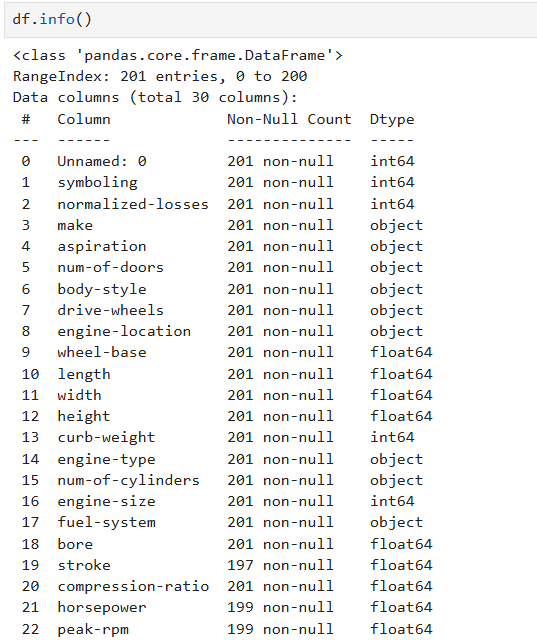 df.info()
<class 'pandas.core.frame.DataFrame'>
RangeIndex: 201 entries, 0 to 200
Data columns (total 30 columns):
 #   Column             Non-Null Count  Dtype
---  ------             --------------  -----
 0   Unnamed: 0         201 non-null    int64
 1   symboling          201 non-null    int64
 2   normalized-losses  201 non-null    int64
 3   make               201 non-null    object
 4   aspiration         201 non-null    object
 5   num-of-doors       201 non-null    object
 6   body-style         201 non-null    object
 7   drive-wheels       201 non-null    object
 8   engine-location    201 non-null    object
 9   wheel-base         201 non-null    float64
 10  length             201 non-null    float64
 11  width              201 non-null    float64
 12  height             201 non-null    float64
 13  curb-weight        201 non-null    int64
 14  engine-type        201 non-null    object
 15  num-of-cylinders   201 non-null    object
 16  engine-size        201 non-null    int64
 17  fuel-system        201 non-null    object
 18  bore               201 non-null    float64
 19  stroke             197 non-null    float64
 20  compression-ratio  201 non-null    float64
 21  horsepower         199 non-null    float64
 22  peak-rpm           199 non-null    float64